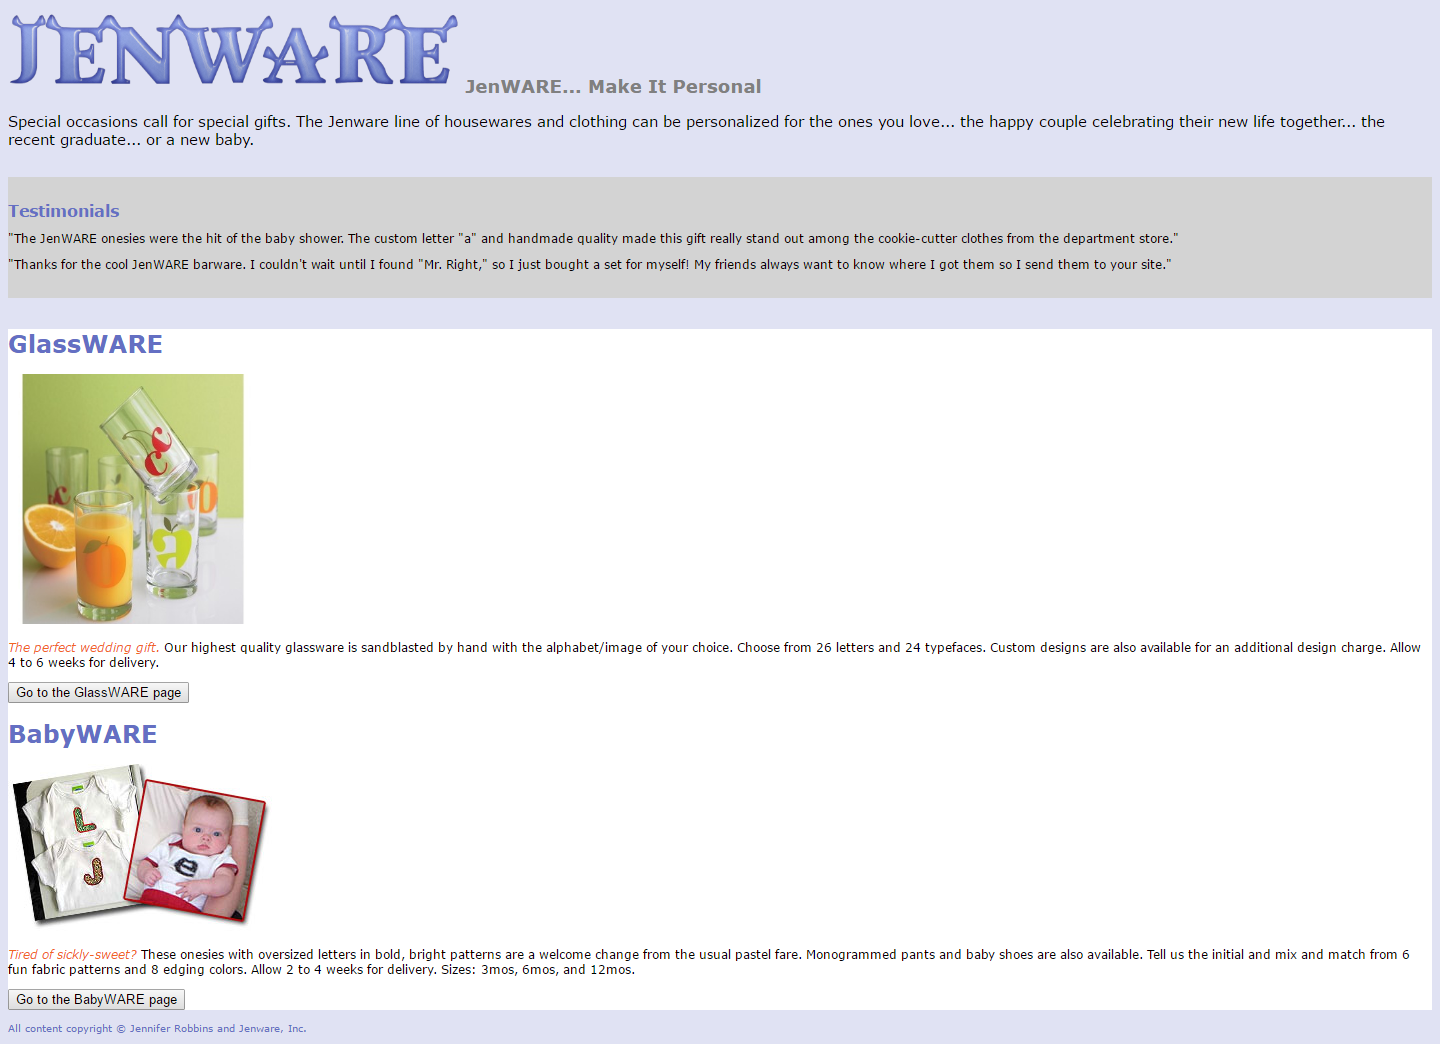 JENWARE
JenWARE... Make It Personal
Special occasions call for special gifts. The Jenware line of housewares and clothing can be personalized for the ones you love... the happy couple celebrating their new life together... the
recent graduate... or a new baby.
Testimonials
"The JenWARE onesies were the hit of the baby shower. The custom letter "a" and handmade quality made this gift really stand out among the cookie-cutter clothes from the department store."
"Thanks for the cool JenWARE barware. I couldn't wait until I found "Mr. Right," so I just bought a set for myself! My friends always want to know where I got them so I send them to your site."
GlassWARE
c
c
c
a
The perfect wedding gift. Our highest quality glassware is sandblasted by hand with the alphabet/image of your choice. Choose from 26 letters and 24 typefaces. Custom designs are also available for an additional design charge. Allow
4 to 6 weeks for delivery.
Go to the GlassWARE page
BabyWARE
L
J
e
Tired of sickly-sweet? These onesies with oversized letters in bold, bright patterns are a welcome change from the usual pastel fare. Monogrammed pants and baby shoes are also available. Tell us the initial and mix and match from 6
fun fabric patterns and 8 edging colors. Allow 2 to 4 weeks for delivery. Sizes: 3mos, 6mos, and 12mos.
Go to the BabyWARE page
All content copyright © Jennifer Robbins and Jenware, Inc.